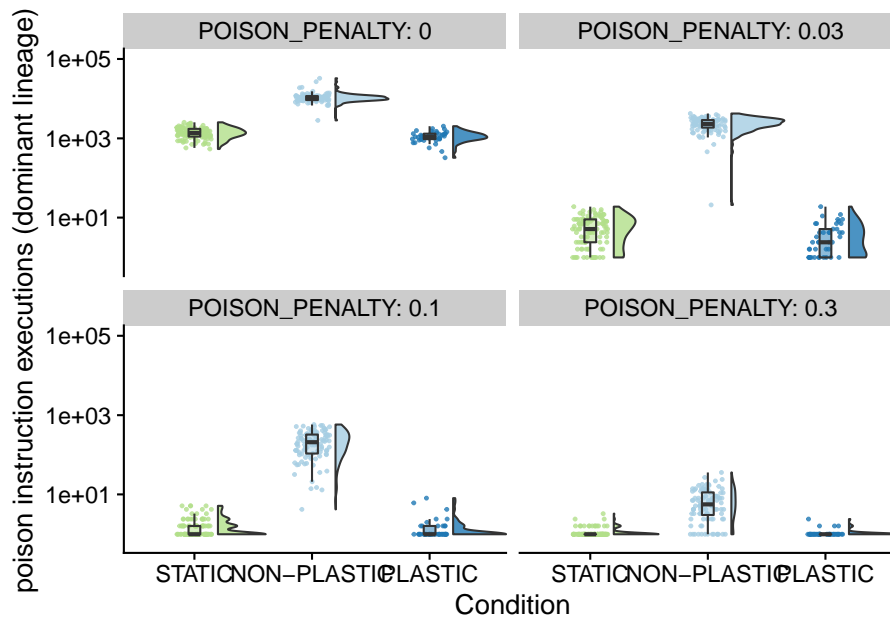 POISON_PENALTY: 0
POISON_PENALTY: 0.03
1e+05
1e+03
1e+01
POISON_PENALTY: 0.1
POISON_PENALTY: 0.3
1e+05
1e+03
1e+01
STATIC NON−PLASTIC PLASTIC
STATIC NON−PLASTIC PLASTIC
Condition
poison instruction executions (dominant lineage)